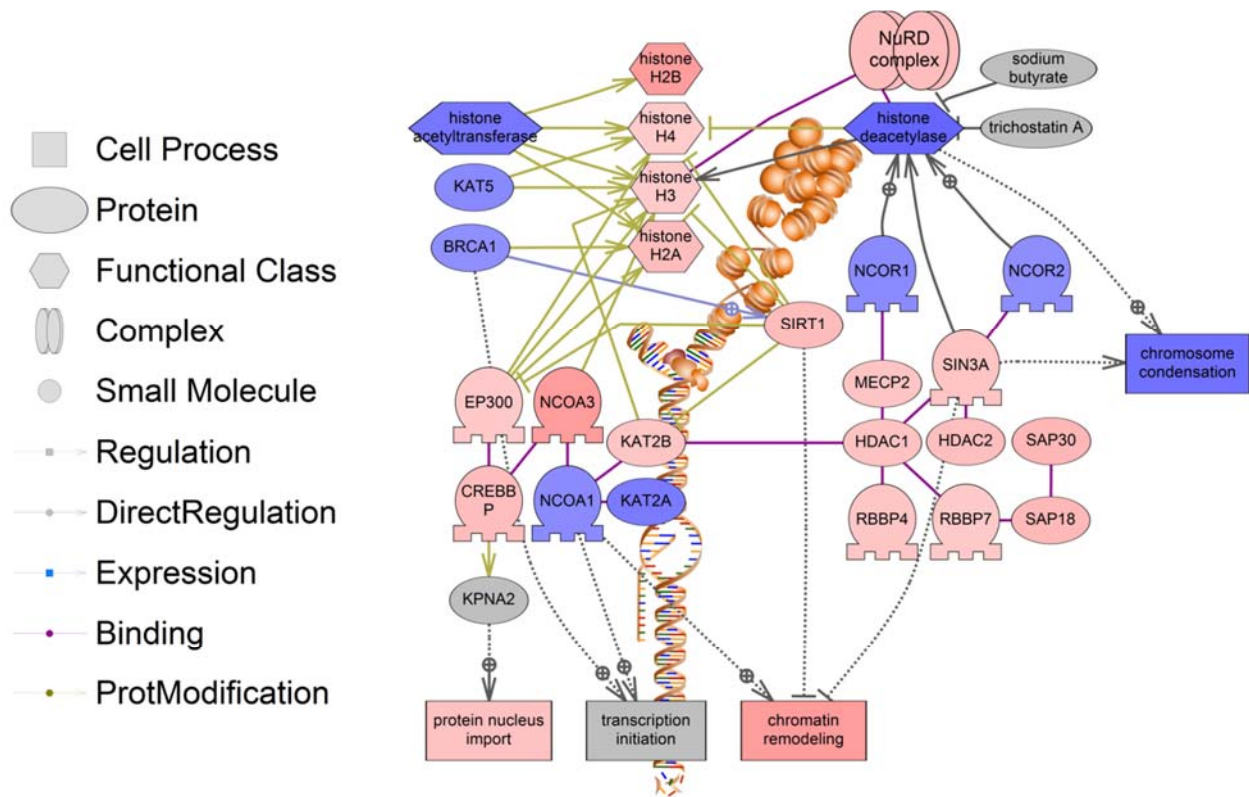 Cell Process
Protein
Functional Class
Complex
Small Molecule
Regulation
DirectRegulation
Expression
Binding
ProtModification
histone
H2B
NuRD
complex
sodium
butyrate
histone
acetyltransferase
histone
H4
histone
deacetylase
trichostatin A
KAT5
histone
H3
BRCA1
histone
H2A
NCOR1
NCOR2
SIRT1
chromosome
condensation
MECP2
SIN3A
EP300
NCOA3
KAT2B
HDAC1
HDAC2
SAP30
CREBB
P
NCOA1
KAT2A
RBBP4
RBBP7
SAP18
KPNA2
protein nucleus
import
transcription
initiation
chromatin
remodeling